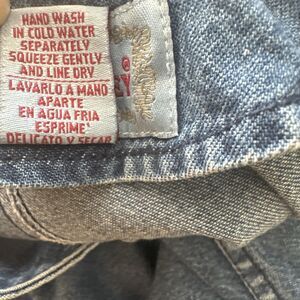 HAND WASH
IN COLD WATER
SEPARATELY
SQUEEZE GENTLY
AND LINE DRY
LAVARLO A MANO
APARTE
EN AGUA FRIA
ESPRIME
DELICATO Y SECAR
EY®